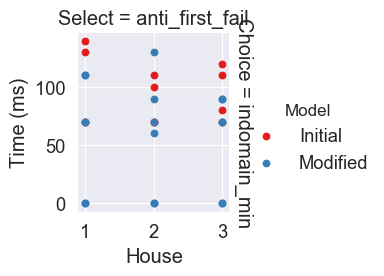 Select = anti_first_fail
Choice = indomain_min
Time (ms)
100
50
0
1
2
3
House
Model
Initial
Modified